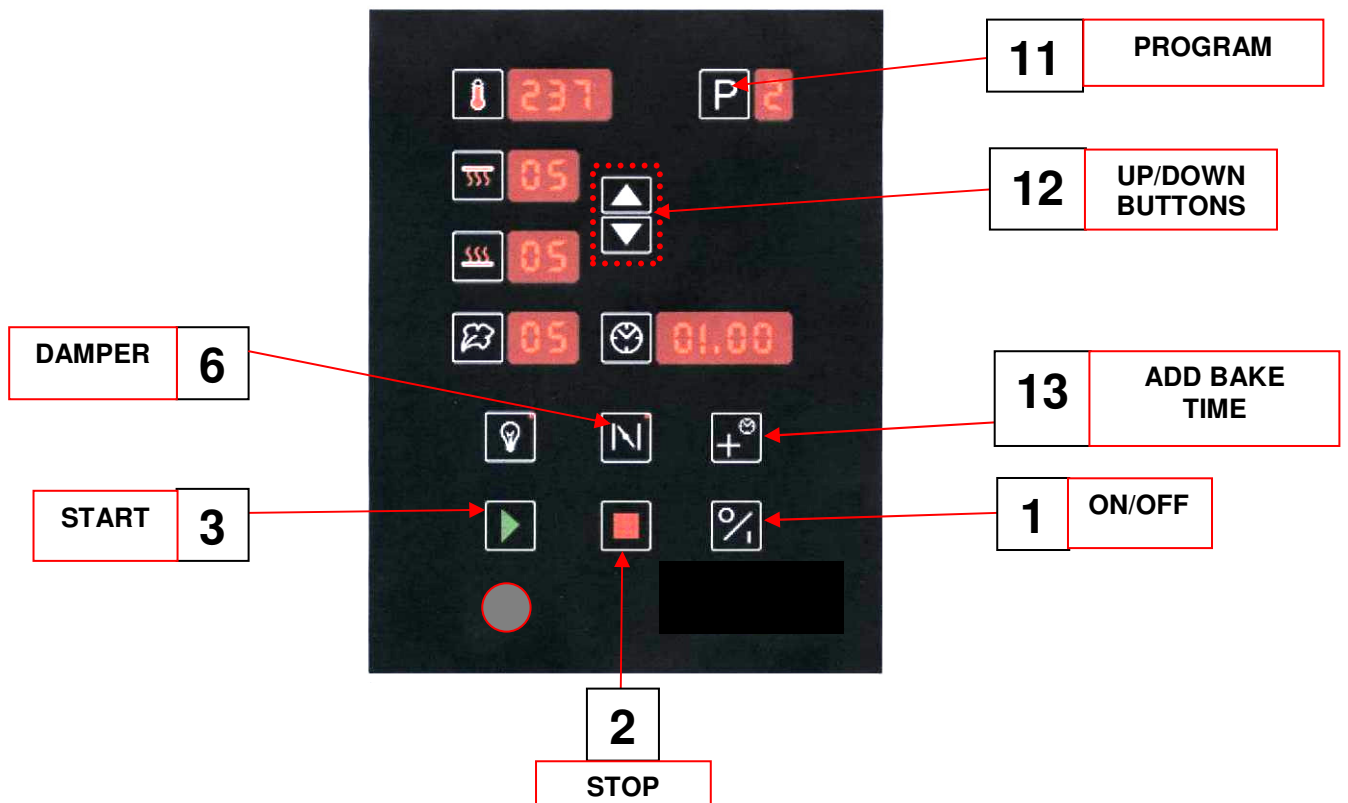 11 PROGRAM
237
P 2
12 UP/DOWN
BUTTONS
05
05
DAMPER 6
05
01.00
13 ADD BAKE
TIME
START 3
1 ON/OFF
2
STOP